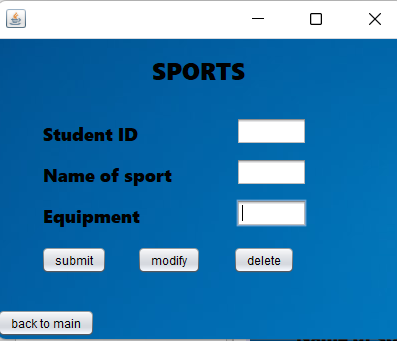 SPORTS
Student ID
Name of sport
Equipment
submit modify delete
back to main